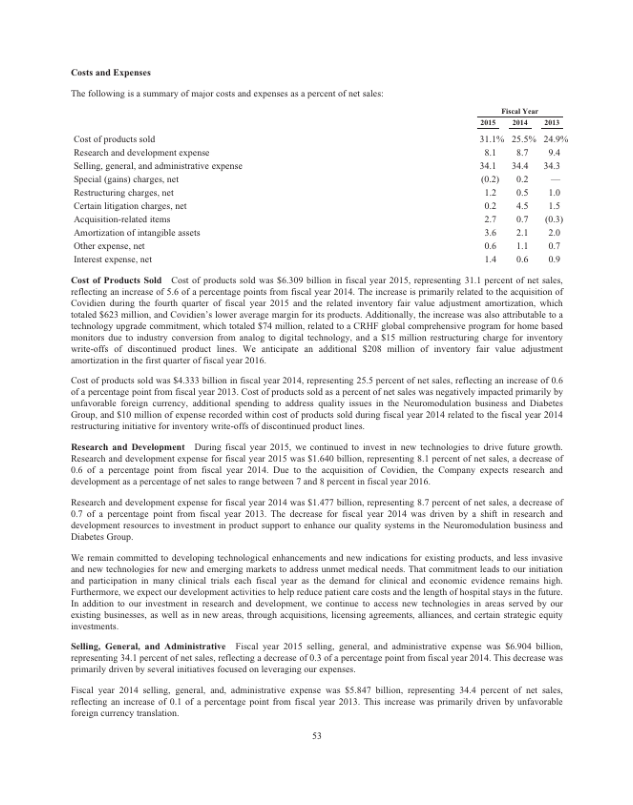 Costs and Expenses
The following is a summary of major costs and expenses as a percent of net sales:
Fiscal Year
2015 2014 2013
Cost of products sold 31.1% 25.5% 24.9%
Research and development expense 8.1 8.7 9.4
Selling, general, and administrative expense 34.1 34.4 34.3
Special (gains) charges, net (0.2) 0.2 —
Restructuring charges, net 1.2 0.5 1.0
Certain litigation charges, net 0.2 4.5 1.5
Acquisition-related items 2.7 0.7 (0.3)
Amortization of intangible assets 3.6 2.1 2.0
Other expense, net 0.6 1.1 0.7
Interest expense, net 1.4 0.6 0.9
Cost of Products Sold Cost of products sold was $6.309 billion in fiscal year 2015, representing 31.1 percent of net sales,
reflecting an increase of 5.6 of a percentage points from fiscal year 2014. The increase is primarily related to the acquisition of
Covidien during the fourth quarter of fiscal year 2015 and the related inventory fair value adjustment amortization, which
totaled $623 million, and Covidien's lower average margin for its products. Additionally, the increase was also attributable to a
technology upgrade commitment, which totaled $74 million, related to a CRHF global comprehensive program for home based
monitors due to industry conversion from analog to digital technology, and a $15 million restructuring charge for inventory
write-offs of discontinued product lines. We anticipate an additional $208 million of inventory fair value adjustment
amortization in the first quarter of fiscal year 2016.
Cost of products sold was $4.333 billion in fiscal year 2014, representing 25.5 percent of net sales, reflecting an increase of 0.6
of a percentage point from fiscal year 2013. Cost of products sold as a percent of net sales was negatively impacted primarily by
unfavorable foreign currency, additional spending to address quality issues in the Neuromodulation business and Diabetes
Group, and $10 million of expense recorded within cost of products sold during fiscal year 2014 related to the fiscal year 2014
restructuring initiative for inventory write-offs of discontinued product lines.
Research and Development During fiscal year 2015, we continued to invest in new technologies to drive future growth.
Research and development expense for fiscal year 2015 was $1.640 billion, representing 8.1 percent of net sales, a decrease of
0.6 of a percentage point from fiscal year 2014. Due to the acquisition of Covidien, the Company expects research and
development as a percentage of net sales to range between 7 and 8 percent in fiscal year 2016.
Research and development expense for fiscal year 2014 was $1.477 billion, representing 8.7 percent of net sales, a decrease of
0.7 of a percentage point from fiscal year 2013. The decrease for fiscal year 2014 was driven by a shift in research and
development resources to investment in product support to enhance our quality systems in the Neuromodulation business and
Diabetes Group.
We remain committed to developing technological enhancements and new indications for existing products, and less invasive
and new technologies for new and emerging markets to address unmet medical needs. That commitment leads to our initiation
and participation in many clinical trials each fiscal year as the demand for clinical and economic evidence remains high.
Furthermore, we expect our development activities to help reduce patient care costs and the length of hospital stays in the future.
In addition to our investment in research and development, we continue to access new technologies in areas served by our
existing businesses, as well as in new areas, through acquisitions, licensing agreements, alliances, and certain strategic equity
investments.
Selling, General, and Administrative Fiscal year 2015 selling, general, and administrative expense was $6.904 billion,
representing 34.1 percent of net sales, reflecting a decrease of 0.3 of a percentage point from fiscal year 2014. This decrease was
primarily driven by several initiatives focused on leveraging our expenses.
Fiscal year 2014 selling, general, and, administrative expense was $5.847 billion, representing 34.4 percent of net sales,
reflecting an increase of 0.1 of a percentage point from fiscal year 2013. This increase was primarily driven by unfavorable
foreign currency translation.
53